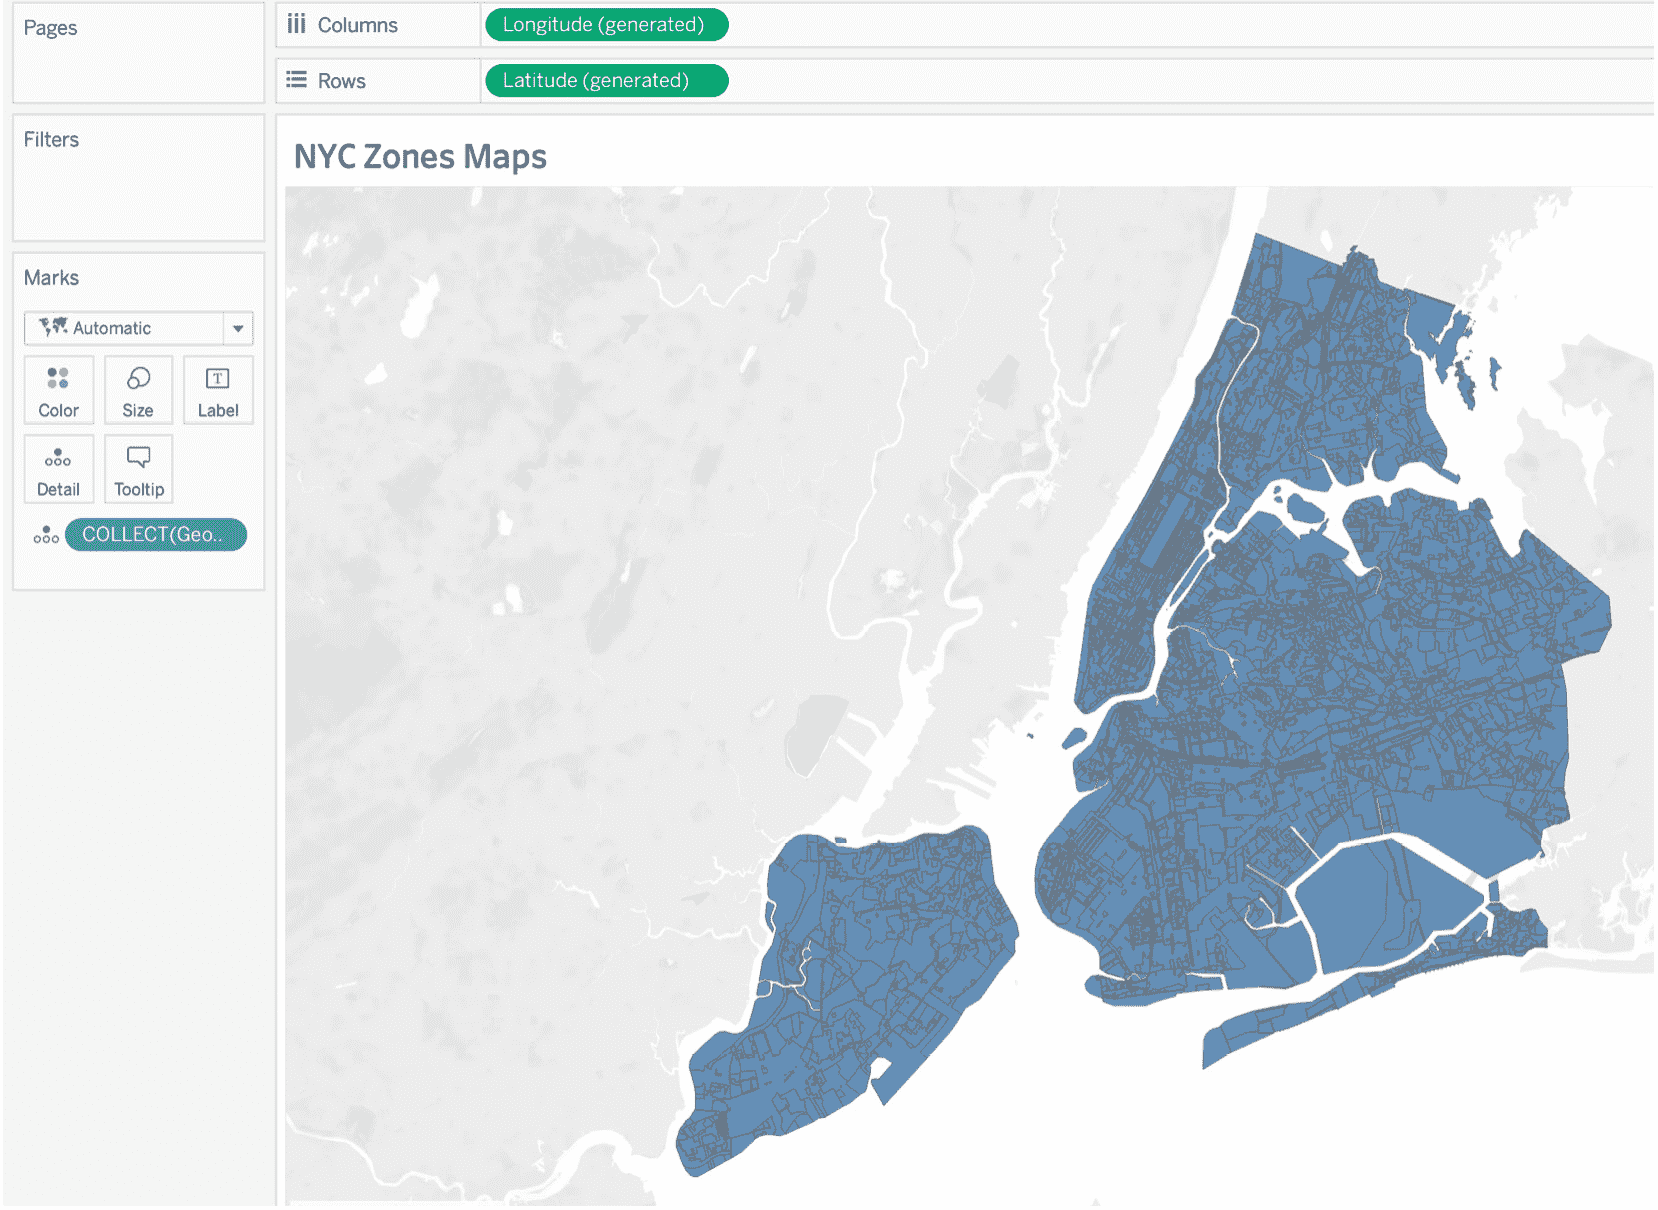 Pages
Columns
Longitude (generated)
Rows
Latitude (generated)
Filters
NYC Zones Maps
Marks
Automatic
Color
Size
T
Label
Detail
Tooltip
COLLECT(Geo..